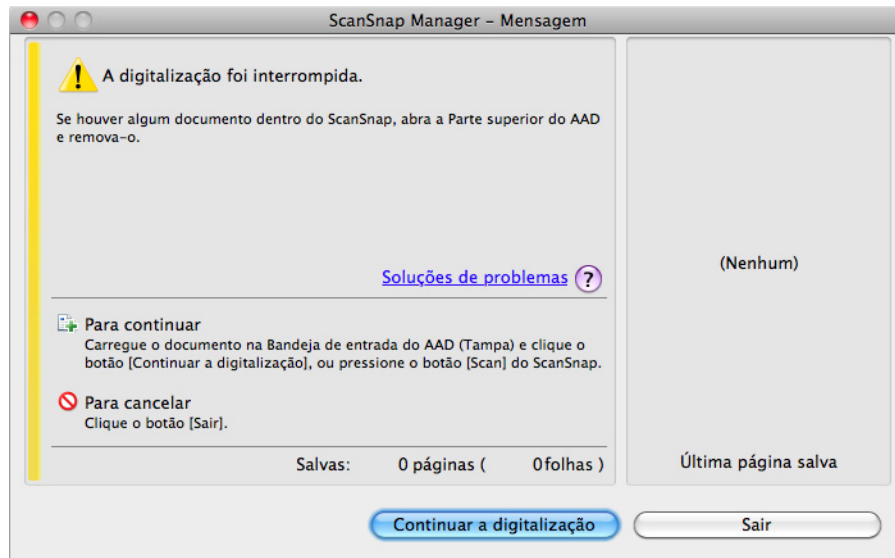 ScanSnap Manager – Mensagem
A digitalização foi interrompida.
Se houver algum documento dentro do ScanSnap, abra a Parte superior do AAD
e remova-o.
(Nenhum)
Soluções de problemas ?
Para continuar
Carregue o documento na Bandeja de entrada do AAD (Tampa) e clique o
botão [Continuar a digitalização], ou pressione o botão [Scan] do ScanSnap.
Para cancelar
Clique o botão [Sair].
Salvas: 0 páginas ( 0folhas )
Última página salva
Continuar a digitalização
Sair